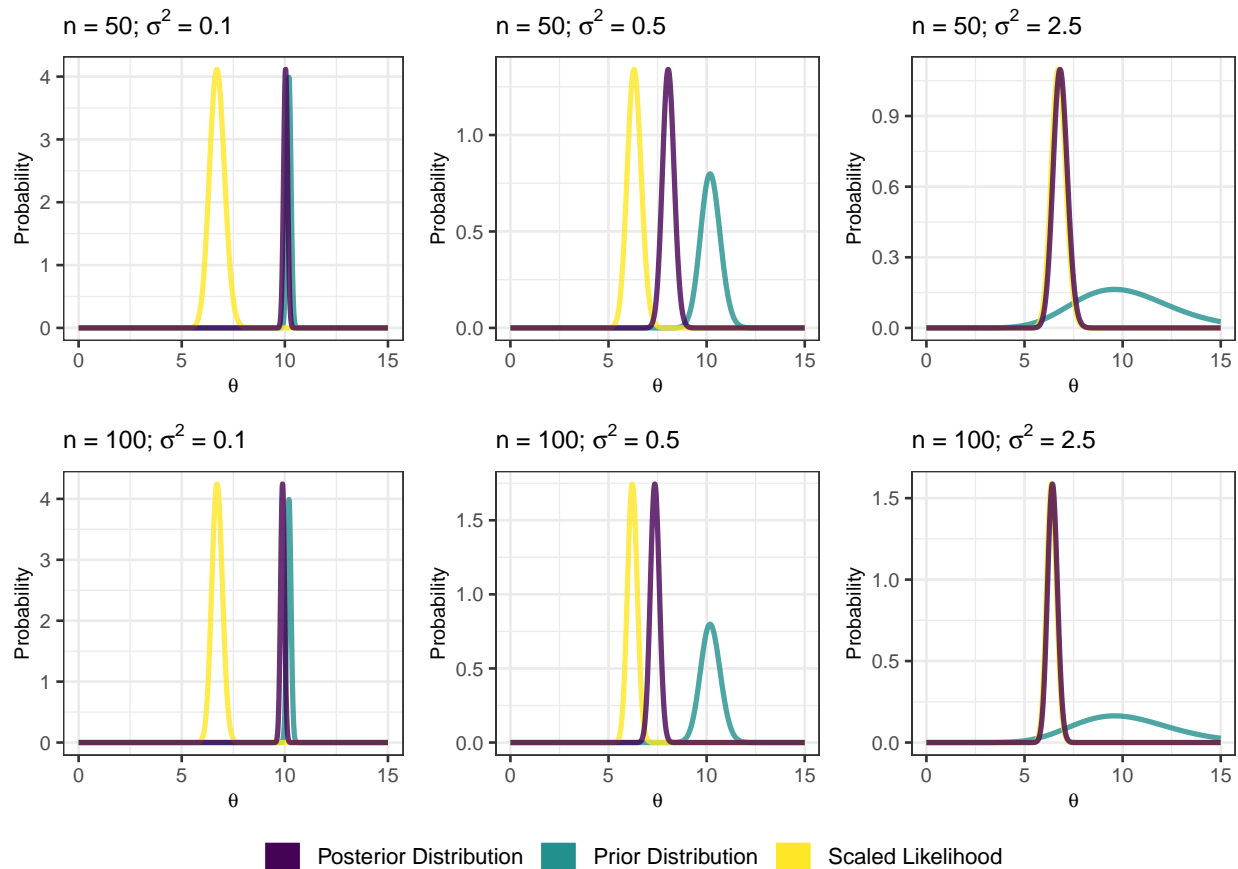 n = 50; σ² = 0.1
n = 50; σ² = 0.5
n = 50; σ² = 2.5
Probability
4
3
2
1
0
0 5 10 15
θ
Probability
1.0
0.5
0.0
0 5 10 15
θ
Probability
0.9
0.6
0.3
0.0
0 5 10 15
θ
n = 100; σ² = 0.1
n = 100; σ² = 0.5
n = 100; σ² = 2.5
Probability
4
3
2
1
0
0 5 10 15
θ
Probability
1.5
1.0
0.5
0.0
0 5 10 15
θ
Probability
1.5
1.0
0.5
0.0
0 5 10 15
θ
Posterior Distribution
Prior Distribution
Scaled Likelihood